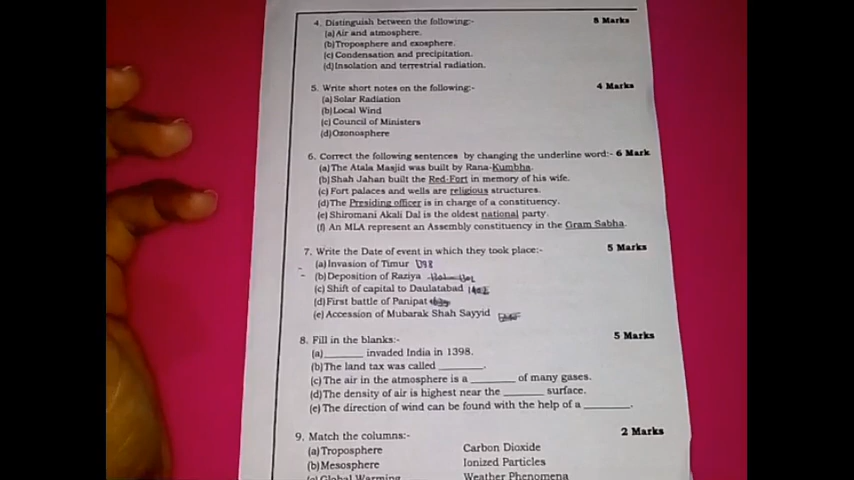 4. Distinguish between the following:- 8 Marks
(a) Air and atmosphere.
(b) Troposphere and exosphere.
(c) Condensation and precipitation.
(d) Insolation and terrestrial radiation.
5. Write short notes on the following:- 4 Marks
(a) Solar Radiation
(b) Local Wind
(c) Council of Ministers
(d) Ozonosphere
6. Correct the following sentences by changing the underline word:- 6 Mark
(a) The Atala Masjid was built by Rana-Kumbha.
(b) Shah Jahan built the Red-Fort in memory of his wife.
(c) Fort palaces and wells are religious structures.
(d) The Presiding officer is in charge of a constituency.
(e) Shiromani Akali Dal is the oldest national party.
(f) An MLA represent an Assembly constituency in the Gram Sabha.
7. Write the Date of event in which they took place:- 5 Marks
(a) Invasion of Timur
(b) Deposition of Raziya
(c) Shift of capital to Daulatabad
(d) First battle of Panipat
(e) Accession of Mubarak Shah Sayyid
8. Fill in the blanks:- 5 Marks
(a) _______ invaded India in 1398.
(b) The land tax was called ________.
(c) The air in the atmosphere is a ________ of many gases.
(d) The density of air is highest near the _______ surface.
(e) The direction of wind can be found with the help of a ________.
9. Match the columns:- 2 Marks
(a) Troposphere Carbon Dioxide
(b) Mesosphere Ionized Particles
(c) Global Warming Weather Phenomena